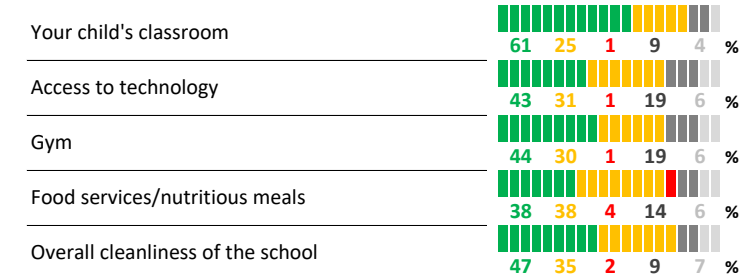 Your child's classroom
61 25 1 9 4 %
Access to technology
43 31 1 19 6 %
Gym
44 30 1 19 6 %
Food services/nutritious meals
38 38 4 14 6 %
Overall cleanliness of the school
47 35 2 9 7 %